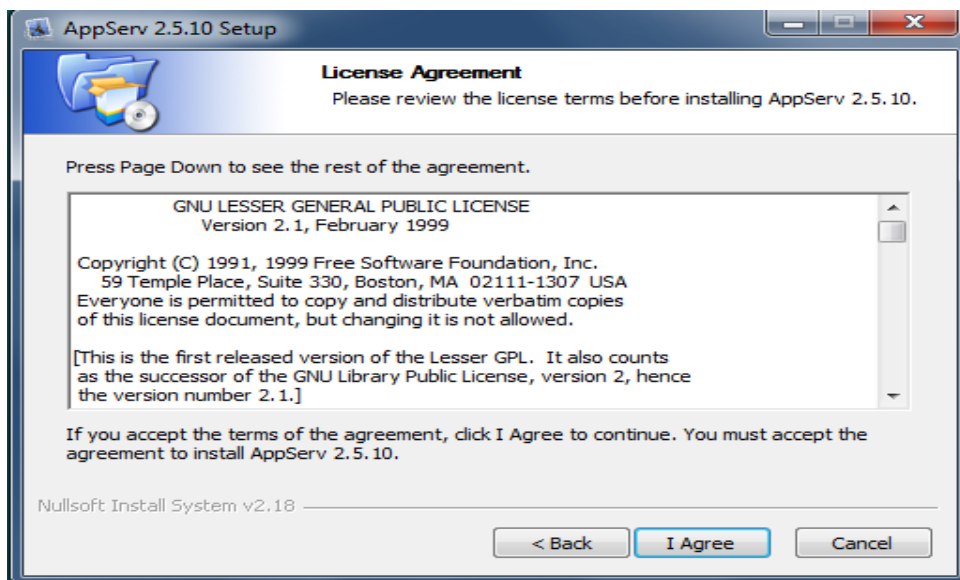 AppServ 2.5.10 Setup
License Agreement
Please review the license terms before installing AppServ 2.5.10.
Press Page Down to see the rest of the agreement.
GNU LESSER GENERAL PUBLIC LICENSE
Version 2.1, February 1999
Copyright (C) 1991, 1999 Free Software Foundation, Inc.
59 Temple Place, Suite 330, Boston, MA  02111-1307  USA
Everyone is permitted to copy and distribute verbatim copies
of this license document, but changing it is not allowed.
[This is the first released version of the Lesser GPL.  It also counts
as the successor of the GNU Library Public License, version 2, hence
the version number 2.1.]
If you accept the terms of the agreement, click I Agree to continue. You must accept the
agreement to install AppServ 2.5.10.
Nullsoft Install System v2.18
< Back
I Agree
Cancel